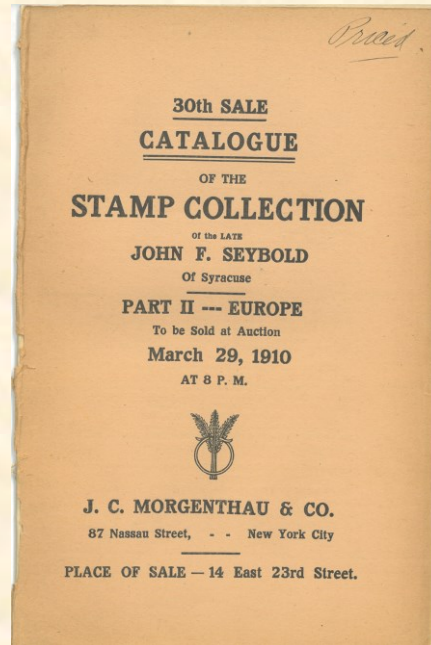 Priced
30th SALE
CATALOGUE
OF THE
STAMP COLLECTION
Of the LATE
JOHN F. SEYBOLD
Of Syracuse
PART II --- EUROPE
To be Sold at Auction
March 29, 1910
AT 8 P. M.
J. C. MORGENTHAU & CO.
87 Nassau Street, - - New York City
PLACE OF SALE — 14 East 23rd Street.